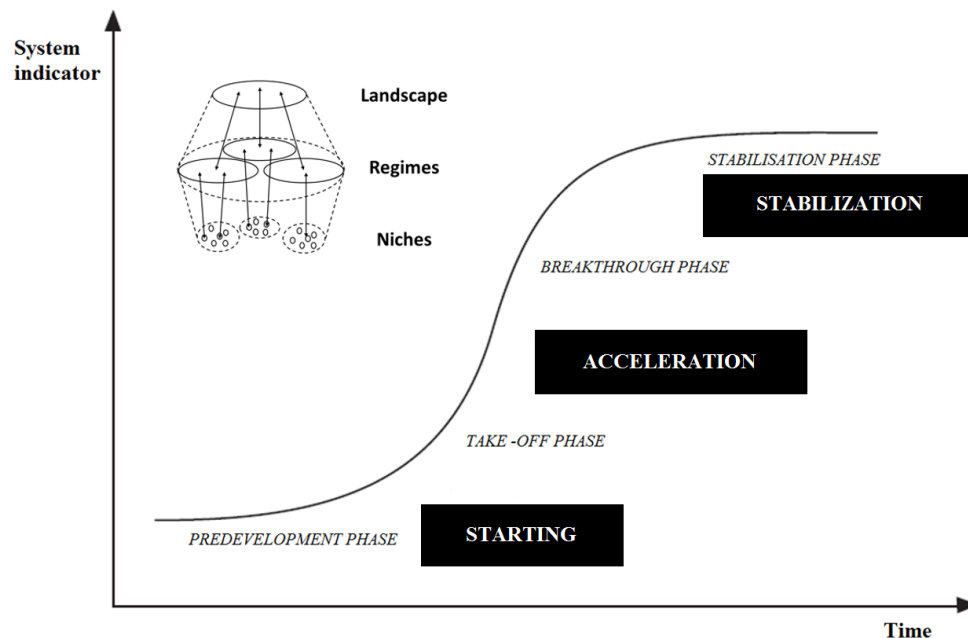 System
indicator
Landscape
Regimes
Niches
STABILISATION PHASE
STABILIZATION
BREAKTHROUGH PHASE
ACCELERATION
TAKE -OFF PHASE
STARTING
PREDEVELOPMENT PHASE
Time